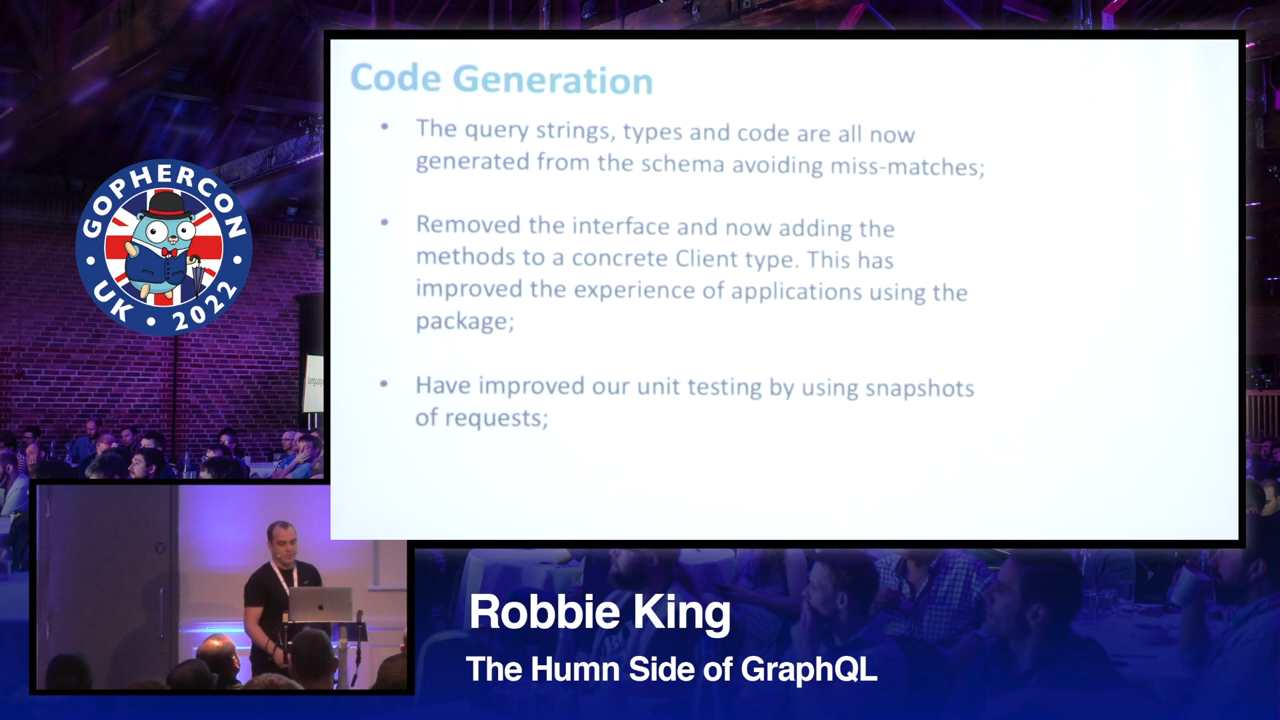 Code Generation
• The query strings, types and code are all now
generated from the schema avoiding miss-matches;
• Removed the interface and now adding the
methods to a concrete Client type. This has
improved the experience of applications using the
package;
• Have improved our unit testing by using snapshots
of requests;
GOPHERCON
UK • 2022
Robbie King
The Humn Side of GraphQL